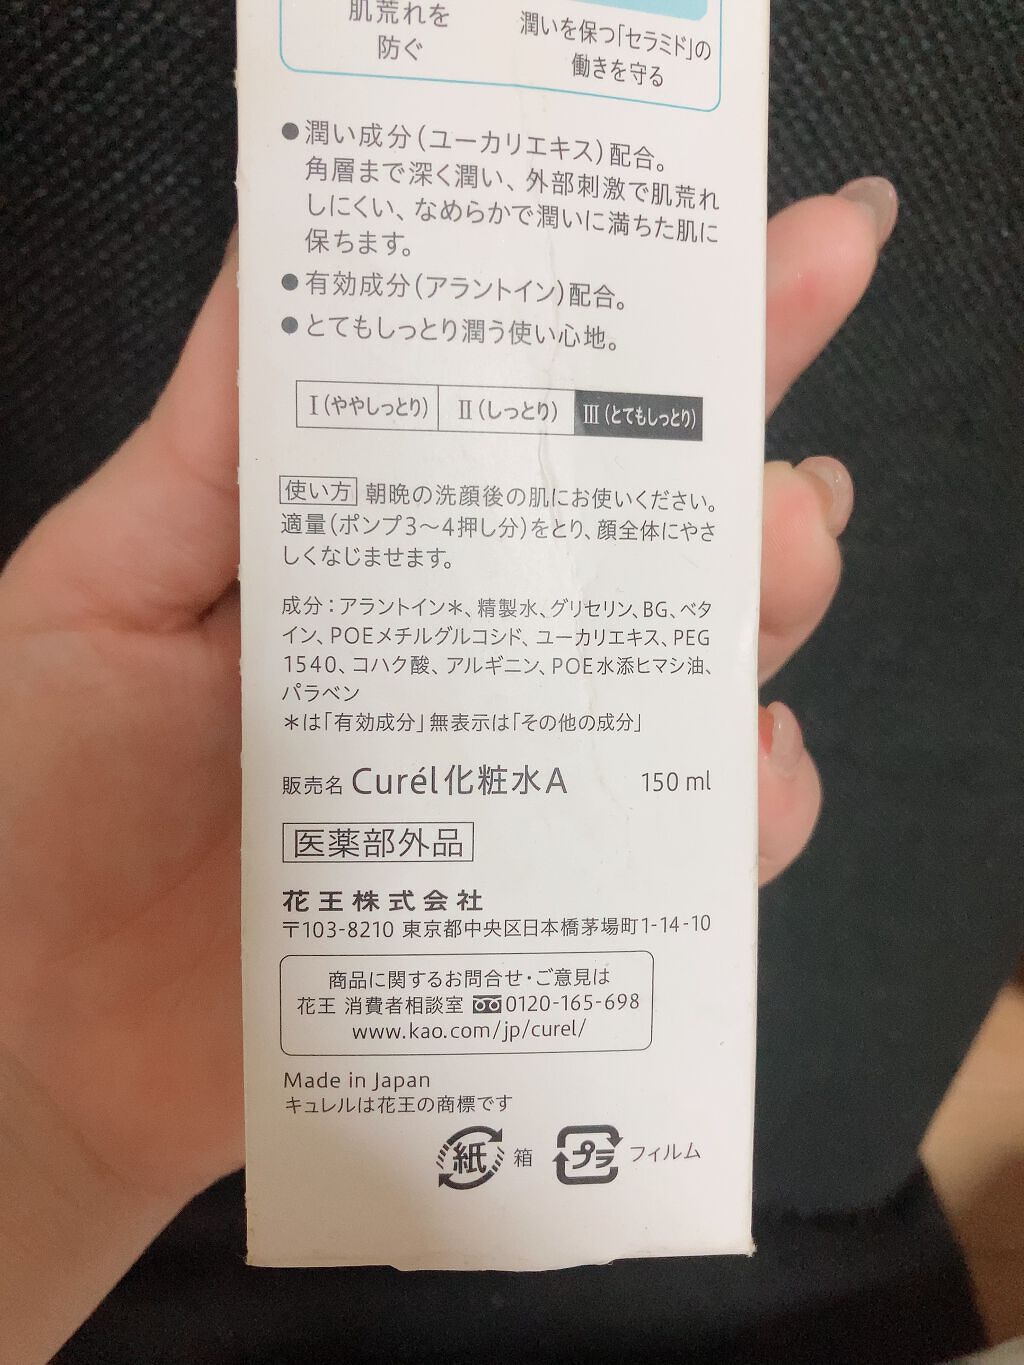 肌荒れを
防ぐ
潤いを保つ「セラミド」の
働きを守る
●潤い成分(ユーカリエキス)配合。
角層まで深く潤い、外部刺激で肌荒れ
しにくい、なめらかで潤いに満ちた肌に
保ちます。
●有効成分(アラントイン)配合。
●とてもしっとり潤う使い心地。
I(ややしっとり) II(しっとり) III(とてもしっとり)
使い方 朝晩の洗顔後の肌にお使いください。
適量(ポンプ3〜4押し分)をとり、顔全体にやさ
しくなじませます。
成分:アラントイン*、精製水、グリセリン、BG、ベタ
イン、POEメチルグルコシド、ユーカリエキス、PEG
1540、コハク酸、アルギニン、POE水添ヒマシ油、
パラベン
*は「有効成分」無表示は「その他の成分」
販売名 Curél化粧水A 150 ml
医薬部外品
花王株式会社
〒103-8210 東京都中央区日本橋茅場町1-14-10
商品に関するお問合せ・ご意見は
花王 消費者相談室 0120-165-698
www.kao.com/jp/curel/
Made in Japan
キュレルは花王の商標です
紙 箱 プラ フィルム